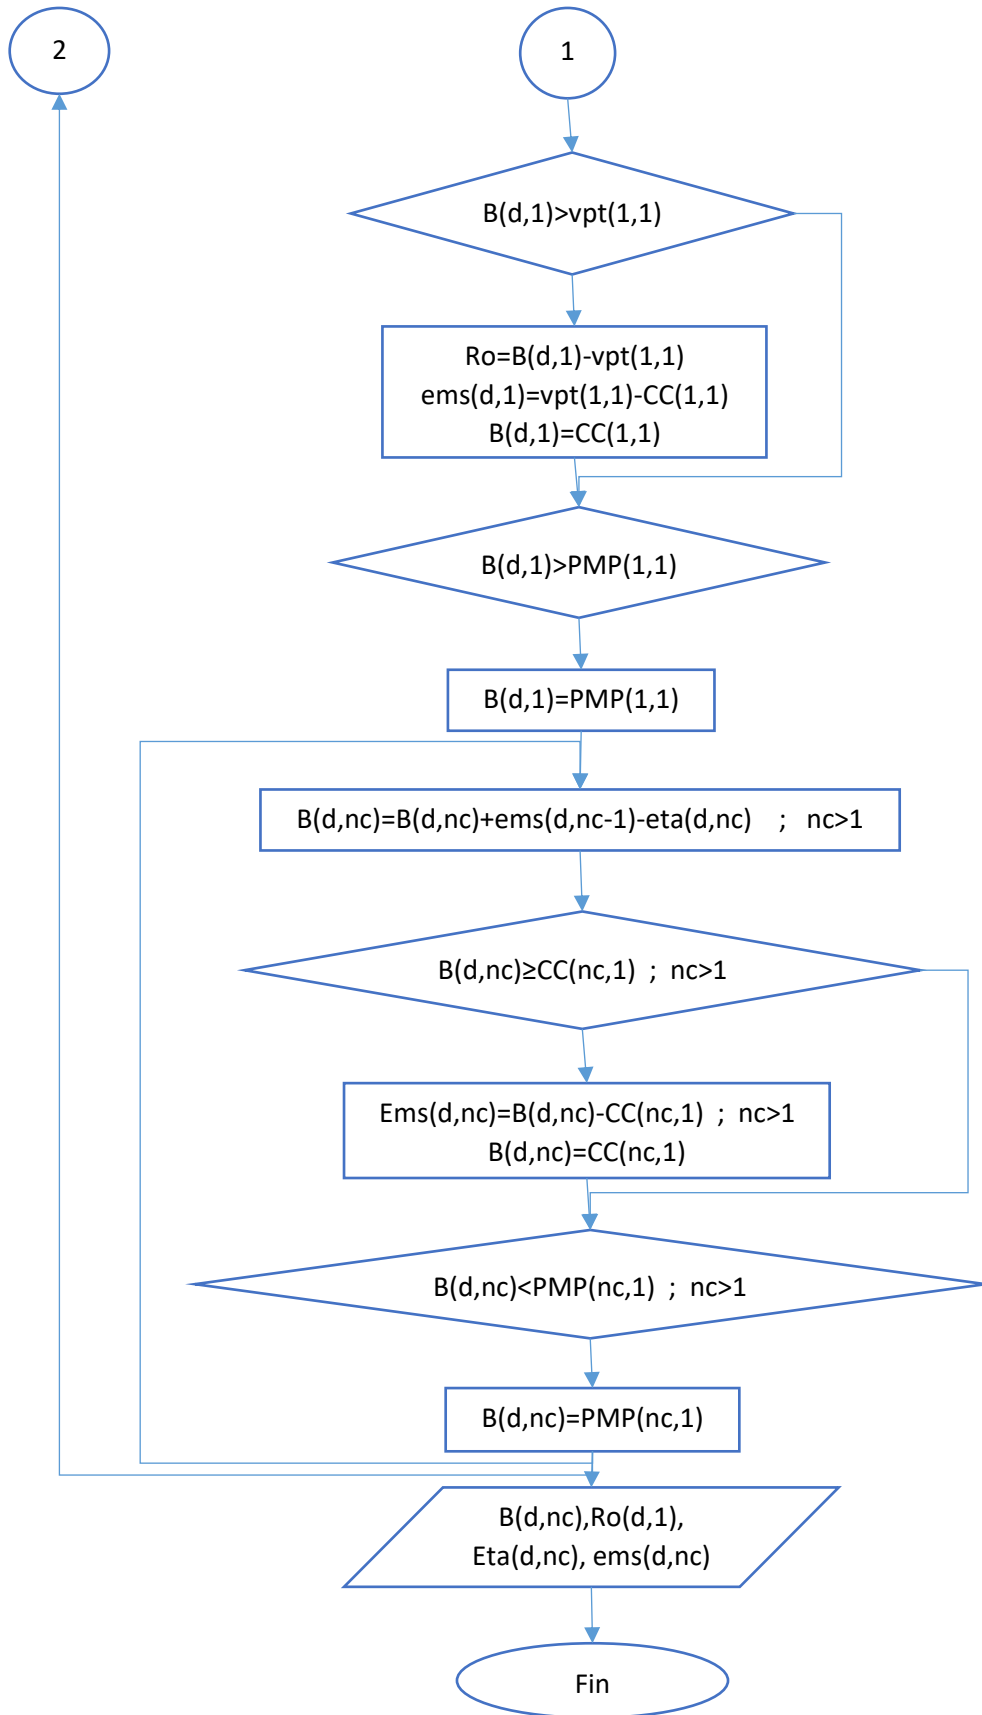 2
1
B(d,1)>vpt(1,1)
Ro=B(d,1)-vpt(1,1)
ems(d,1)=vpt(1,1)-CC(1,1)
B(d,1)=CC(1,1)
B(d,1)>PMP(1,1)
B(d,1)=PMP(1,1)
B(d,nc)=B(d,nc)+ems(d,nc-1)-eta(d,nc) ; nc>1
B(d,nc)≥CC(nc,1) ; nc>1
Ems(d,nc)=B(d,nc)-CC(nc,1) ; nc>1
B(d,nc)=CC(nc,1)
B(d,nc)<PMP(nc,1) ; nc>1
B(d,nc)=PMP(nc,1)
B(d,nc),Ro(d,1),
Eta(d,nc), ems(d,nc)
Fin